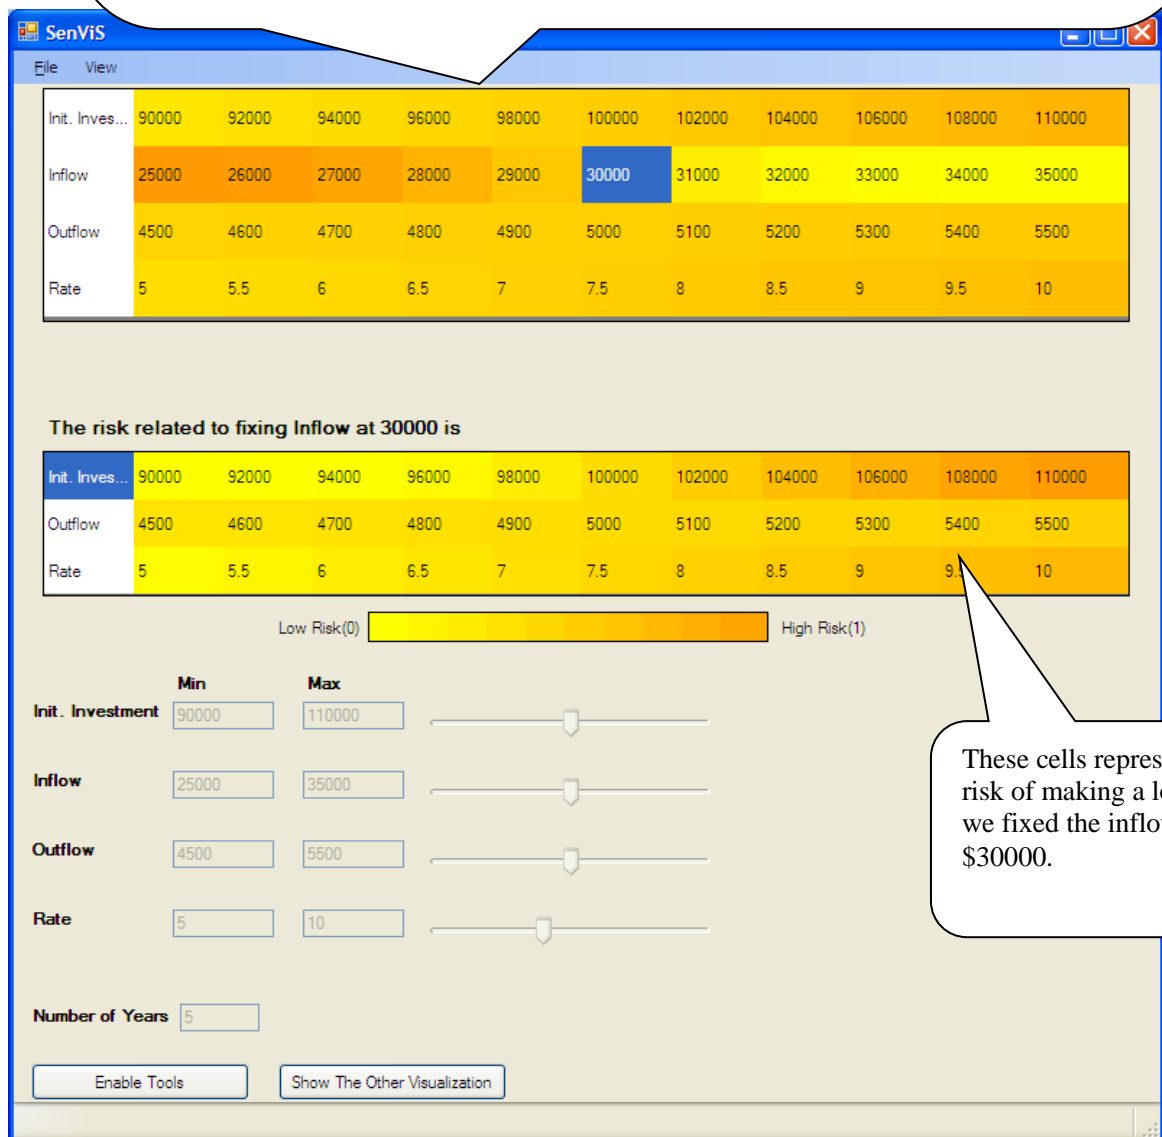 SenViS
File View
Init. Inves... 90000 92000 94000 96000 98000 100000 102000 104000 106000 108000 110000
Inflow 25000 26000 27000 28000 29000 30000 31000 32000 33000 34000 35000
Outflow 4500 4600 4700 4800 4900 5000 5100 5200 5300 5400 5500
Rate 5 5.5 6 6.5 7 7.5 8 8.5 9 9.5 10
The risk related to fixing Inflow at 30000 is
Init. Inves... 90000 92000 94000 96000 98000 100000 102000 104000 106000 108000 110000
Outflow 4500 4600 4700 4800 4900 5000 5100 5200 5300 5400 5500
Rate 5 5.5 6 6.5 7 7.5 8 8.5 9 10
Low Risk(0) High Risk(1)
Min Max
Init. Investment 90000 110000
Inflow 25000 35000
Outflow 4500 5500
Rate 5 10
These cells
risk of making a
we fixed the
$30000.
Number of Years 5
Enable Tools Show The Other Visualization